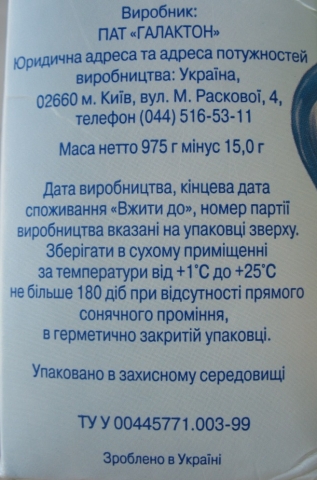 Виробник:
ПАТ «ГАЛАКТОН»
Юридична адреса та адреса потужностей
виробництва: Україна,
02660 м. Київ, вул. М. Раскової, 4,
телефон (044) 516-53-11
Маса нетто 975 г мінус 15,0 г
Дата виробництва, кінцева дата
споживання «Вжити до», номер партії
виробництва вказані на упаковці зверху.
Зберігати в сухому приміщенні
за температури від +1°С до +25°С
не більше 180 діб при відсутності прямого
сонячного проміння,
в герметично закритій упаковці.
Упаковано в захисному середовищі
ТУ У 00445771.003-99
Зроблено в Україні